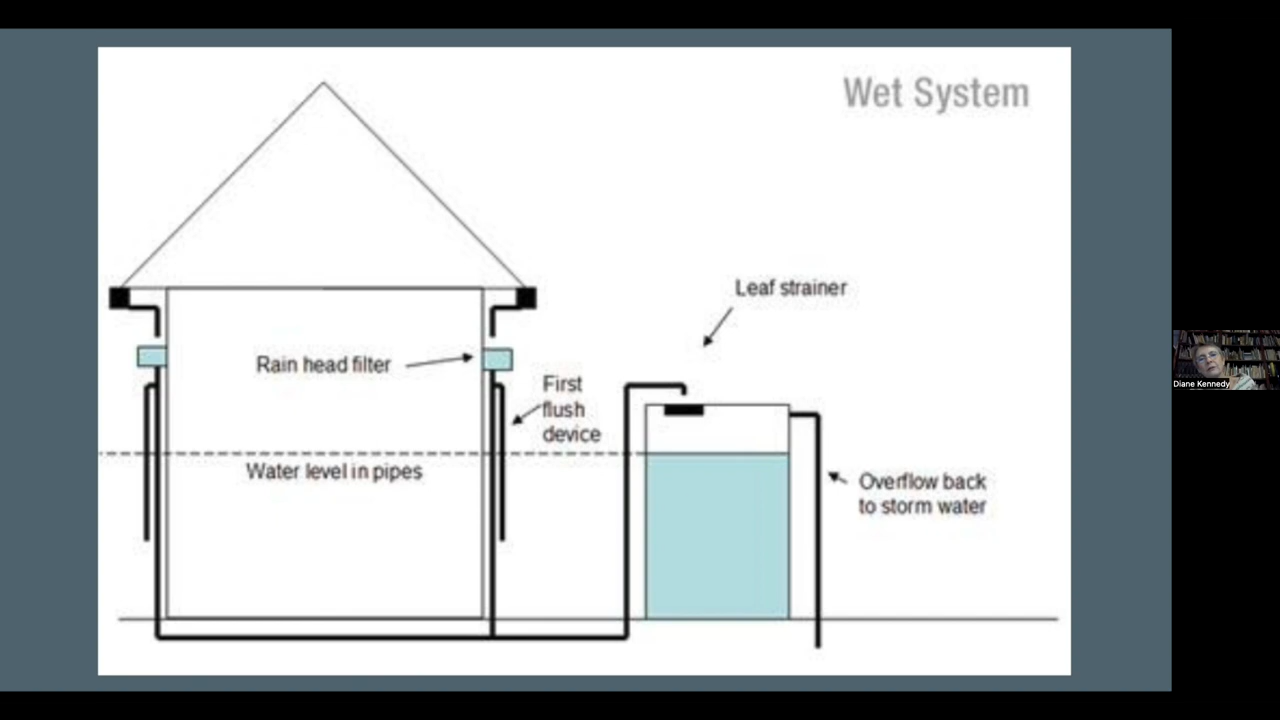 Wet System
Leaf strainer
Rain head filter
First
flush
device
Water level in pipes
Overflow back
to storm water
Diane Kennedy